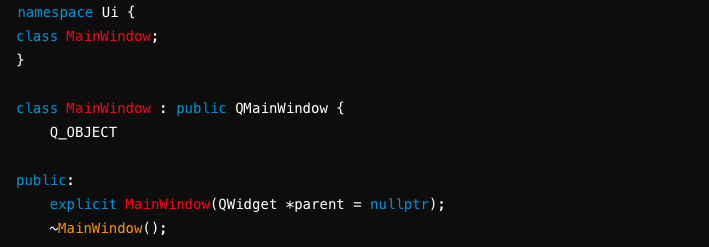 namespace Ui {
class MainWindow;
}
class MainWindow : public QMainWindow {
    Q_OBJECT
public:
    explicit MainWindow(QWidget *parent = nullptr);
    ~MainWindow();